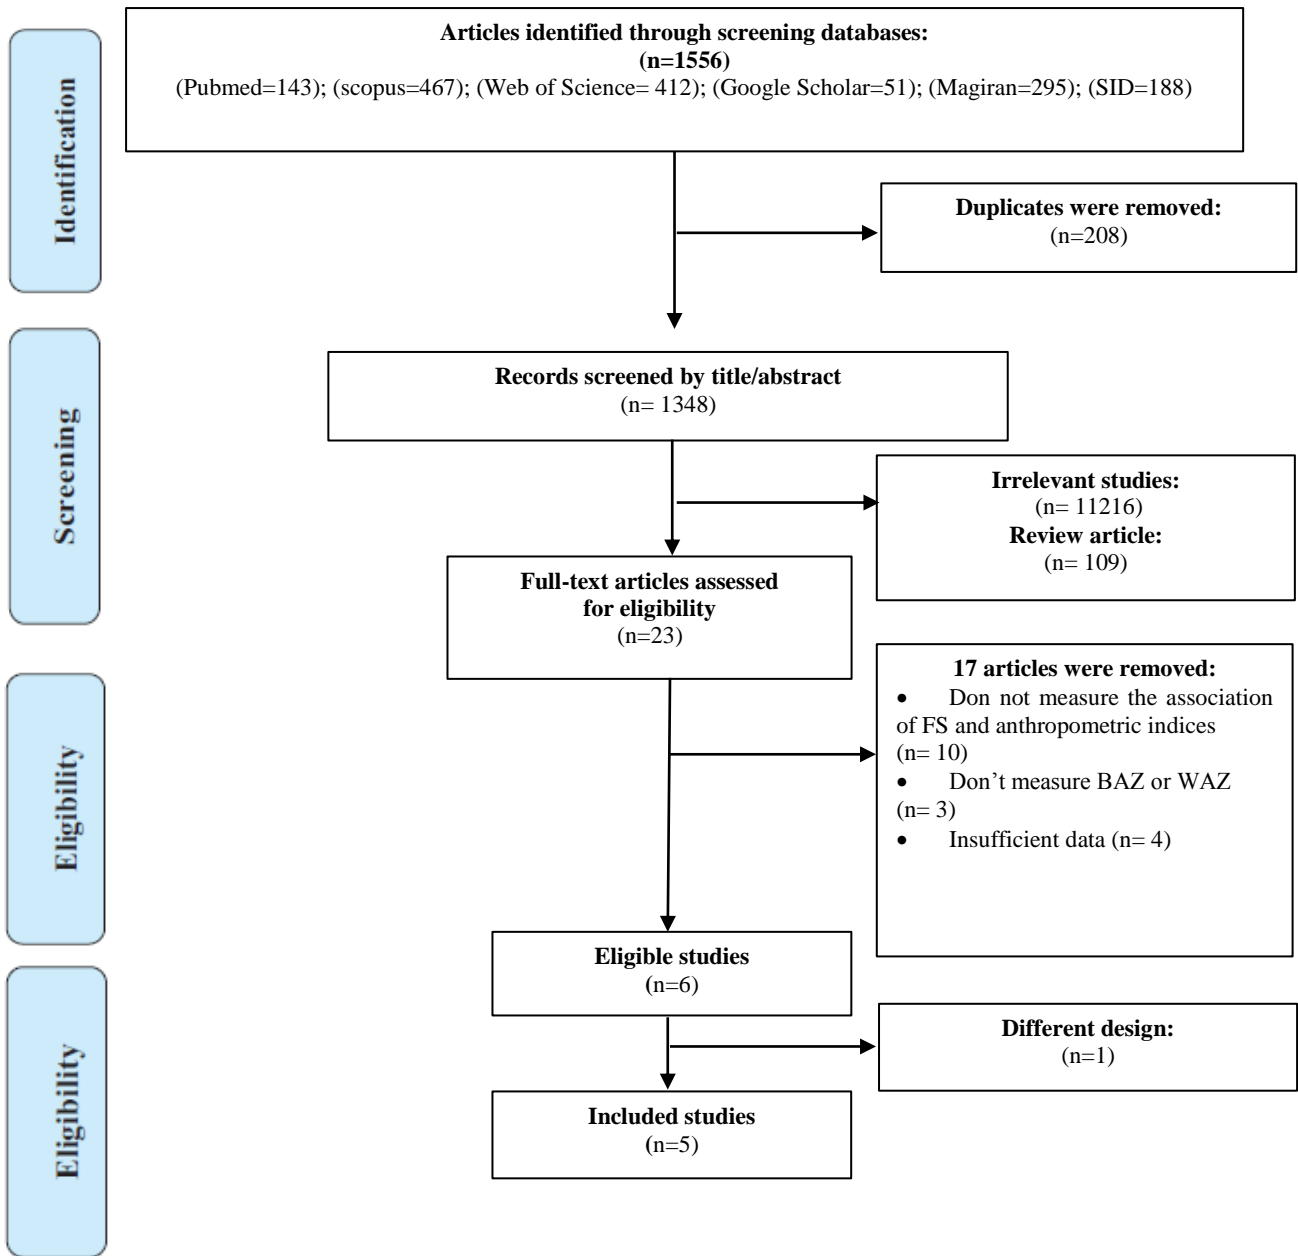 Articles identified through screening databases:
(n=1556)
(Pubmed=143); (scopus=467); (Web of Science= 412); (Google Scholar=51); (Magiran=295); (SID=188)
Identification
Duplicates were removed:
(n=208)
Records screened by title/abstract
(n= 1348)
Screening
Irrelevant studies:
(n= 11216)
Review article:
(n= 109)
Full-text articles assessed
for eligibility
(n=23)
17 articles were removed:
• Don not measure the association
of FS and anthropometric indices
(n= 10)
• Don’t measure BAZ or WAZ
(n= 3)
• Insufficient data (n= 4)
Eligibility
Eligible studies
(n=6)
Different design:
(n=1)
Eligibility
Included studies
(n=5)